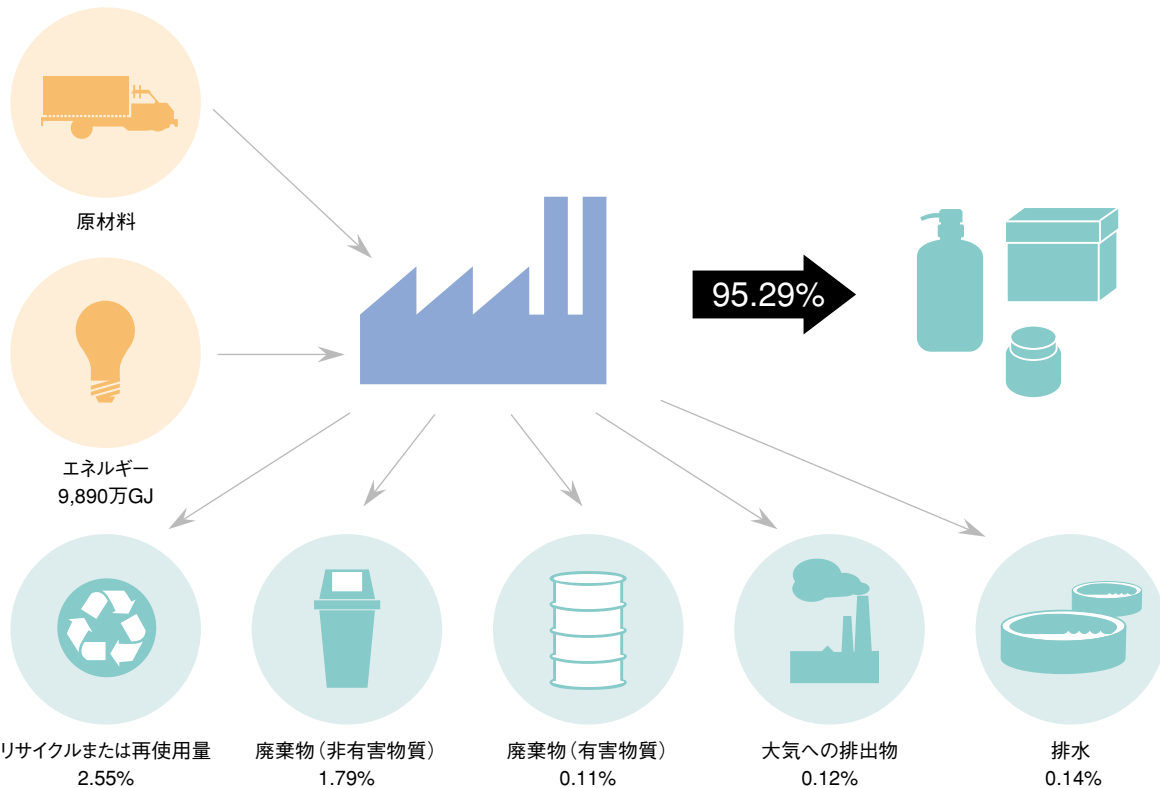 原材料
95.29%
エネルギー
9,890万GJ
リサイクルまたは再使用量
2.55%
廃棄物（非有害物質）
1.79%
廃棄物（有害物質）
0.11%
大気への排出物
0.12%
排水
0.14%